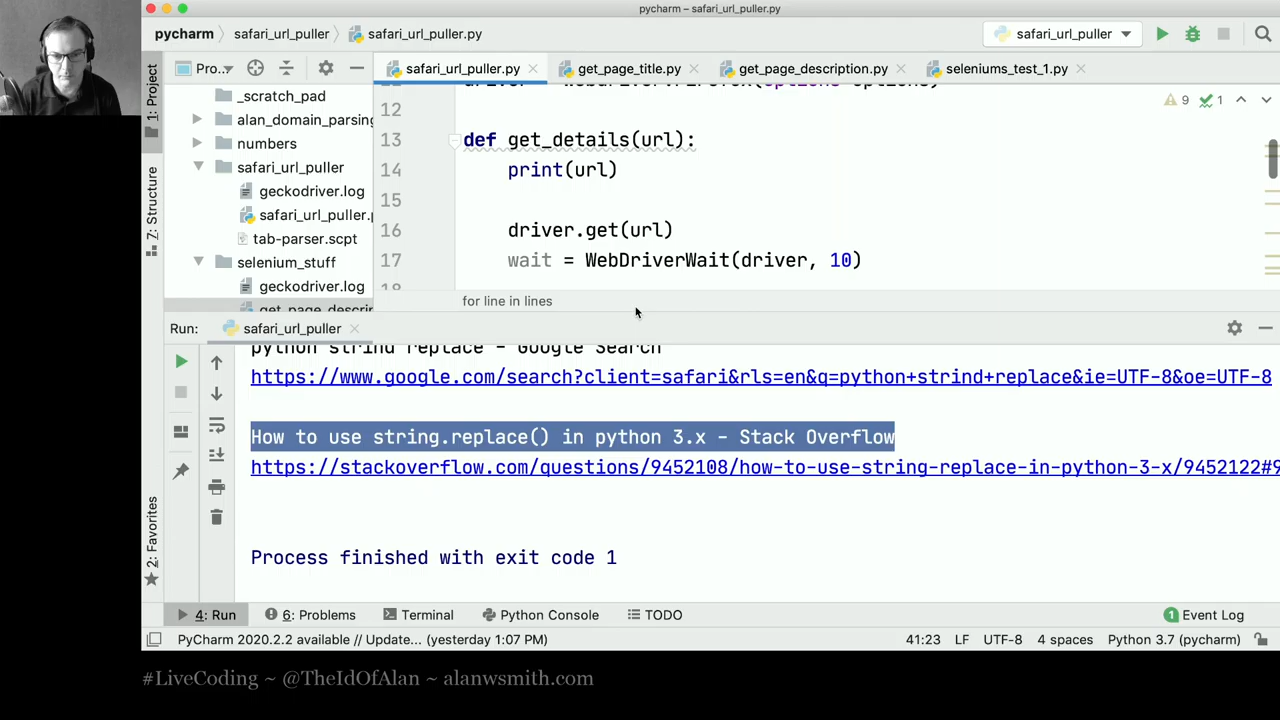 pycharm – safari_url_puller.py
pycharm
safari_url_puller
safari_url_puller.py
safari_url_puller
1: Project
Pro...
safari_url_puller.py
get_page_title.py
get_page_description.py
seleniums_test_1.py
_scratch_pad
alan_domain_parsing
numbers
safari_url_puller
geckodriver.log
safari_url_puller.p
tab-parser.scpt
selenium_stuff
geckodriver.log
7: Structure
9
1
12
13 def get_details(url):
14 print(url)
15
16 driver.get(url)
17 wait = WebDriverWait(driver, 10)
for line in lines
Run: safari_url_puller
python strind replace - Google Search
https://www.google.com/search?client=safari&rls=en&q=python+strind+replace&ie=UTF-8&oe=UTF-8
How to use string.replace() in python 3.x - Stack Overflow
https://stackoverflow.com/questions/9452108/how-to-use-string-replace-in-python-3-x/9452122#9
Process finished with exit code 1
2: Favorites
4: Run
6: Problems
Terminal
Python Console
TODO
1 Event Log
PyCharm 2020.2.2 available // Update... (yesterday 1:07 PM)
41:23 LF UTF-8 4 spaces Python 3.7 (pycharm)
#LiveCoding ~ @TheIdOfAlan ~ alanwsmith.com